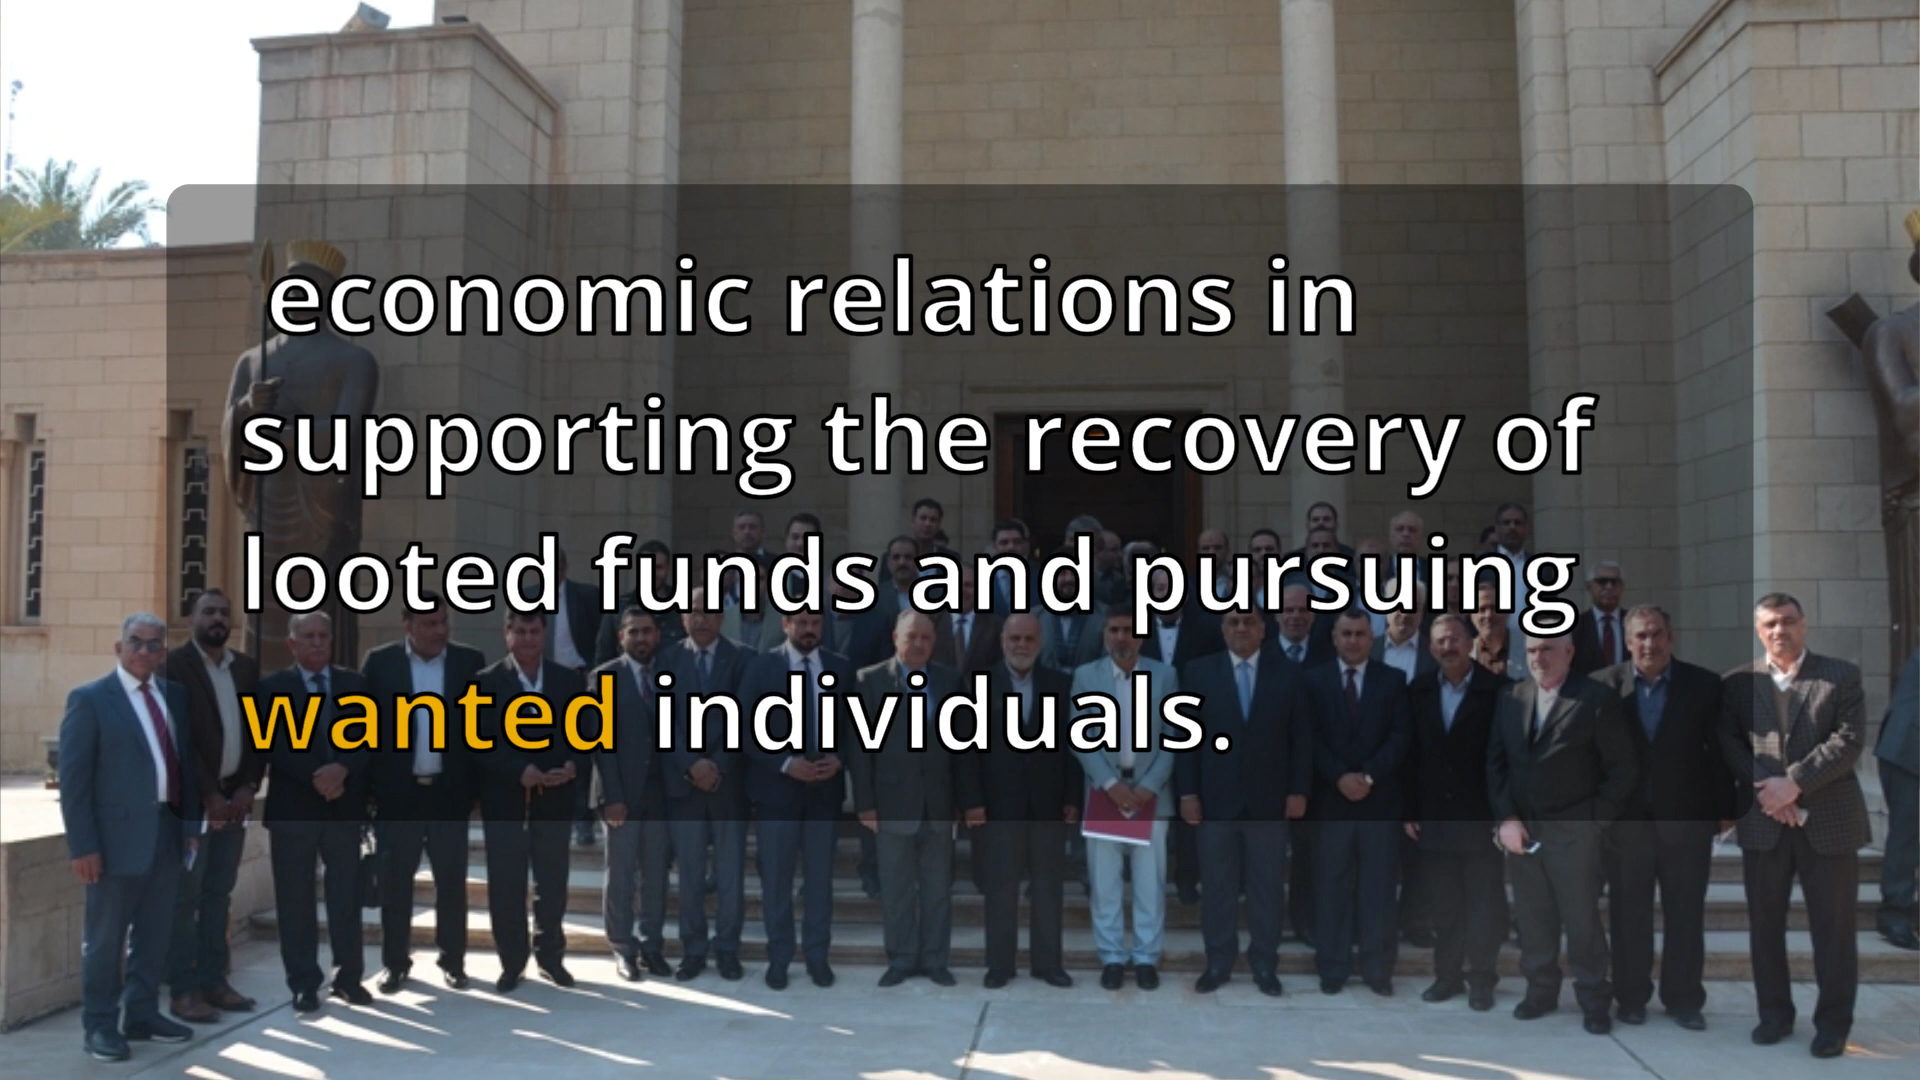 economic relations in
supporting the recovery of
looted funds and pursuing
wanted individuals.